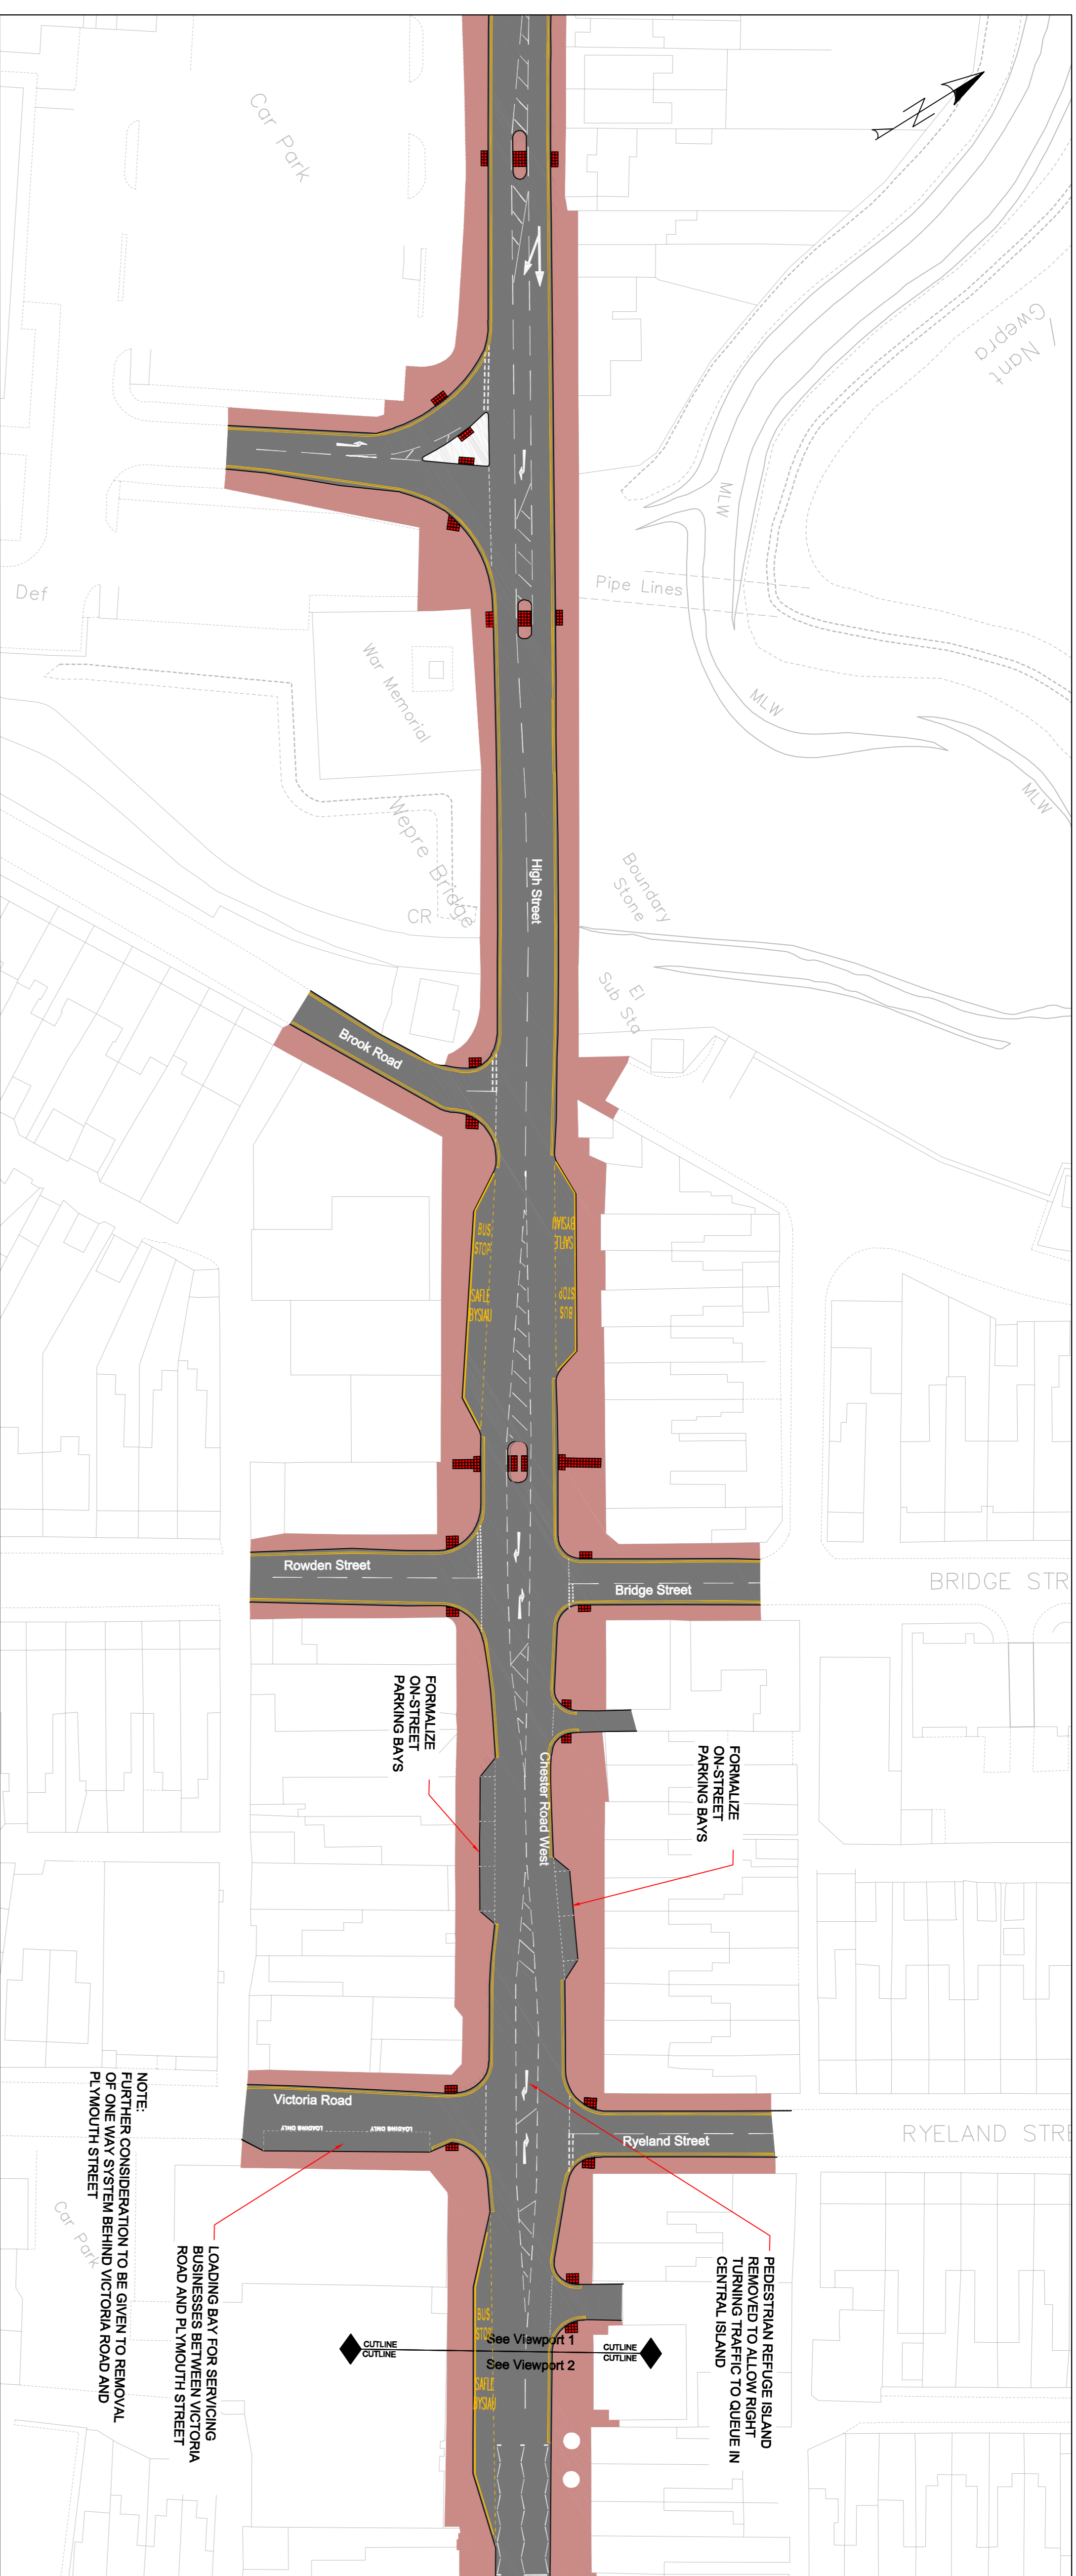 Car Park
N
Nant
Gwepra /
MLW
Pipe Lines
Def
War Memorial
MLW
MLW
Wepre Bridge
CR
High Street
Boundary
Stone
El
Sub Sta
Brook Road
BUS
STOP
SAFLE
BYSIAU
BUS
STOP
SAFLE
BYSIAU
Rowden Street
Bridge Street
BRIDGE STR
FORMALIZE
ON-STREET
PARKING BAYS
FORMALIZE
ON-STREET
PARKING BAYS
Chester Road West
Victoria Road
LOADING ONLY
LOADING ONLY
Ryeland Street
RYELAND STRE
NOTE:
FURTHER CONSIDERATION TO BE GIVEN TO REMOVAL
OF ONE WAY SYSTEM BEHIND VICTORIA ROAD AND
PLYMOUTH STREET
Car Park
LOADING BAY FOR SERVICING
BUSINESSES BETWEEN VICTORIA
ROAD AND PLYMOUTH STREET
PEDESTRIAN REFUGE ISLAND
REMOVED TO ALLOW RIGHT
TURNING TRAFFIC TO QUEUE IN
CENTRAL ISLAND
BUS
STOP
CUTLINE
CUTLINE
See Viewport 1
See Viewport 2
CUTLINE
CUTLINE
SAFLE
BYSIAU